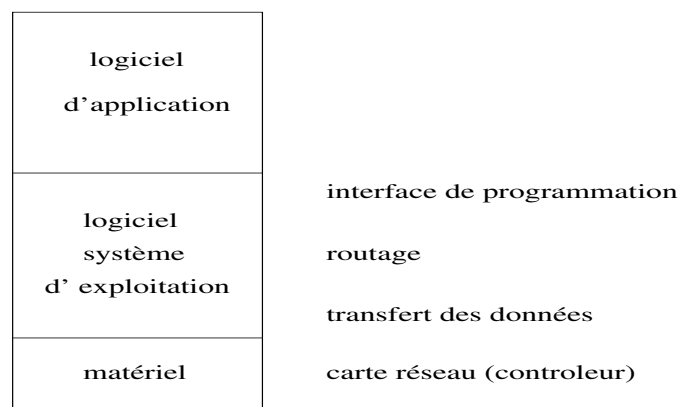 logiciel
d'application
interface de programmation
logiciel
système
routage
d' exploitation
transfert des données
matériel
carte réseau (controleur)